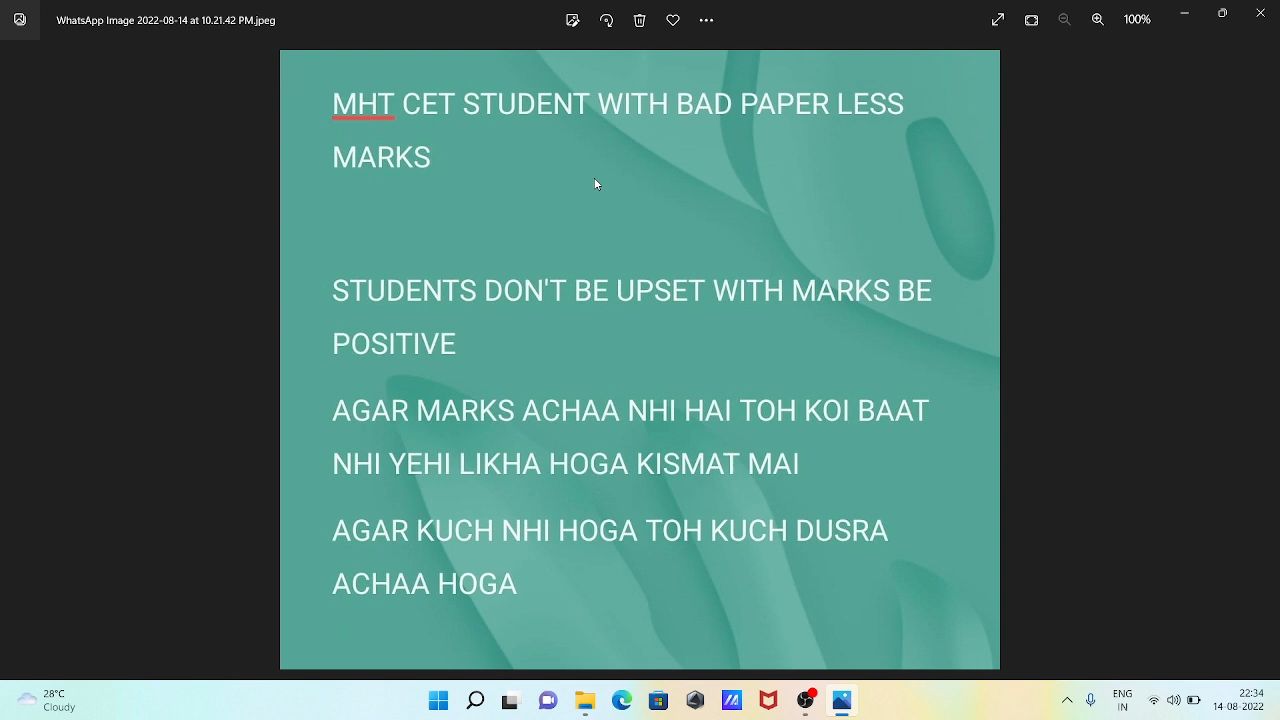 WhatsApp Image 2022-08-14 at 10.21.42 PM.jpeg
100%
MHT CET STUDENT WITH BAD PAPER LESS
MARKS
STUDENTS DON'T BE UPSET WITH MARKS BE
POSITIVE
AGAR MARKS ACHAA NHI HAI TOH KOI BAAT
NHI YEHI LIKHA HOGA KISMAT MAI
AGAR KUCH NHI HOGA TOH KUCH DUSRA
ACHAA HOGA
28°C
Cloudy
ENG
IN
22:34
14-08-2022